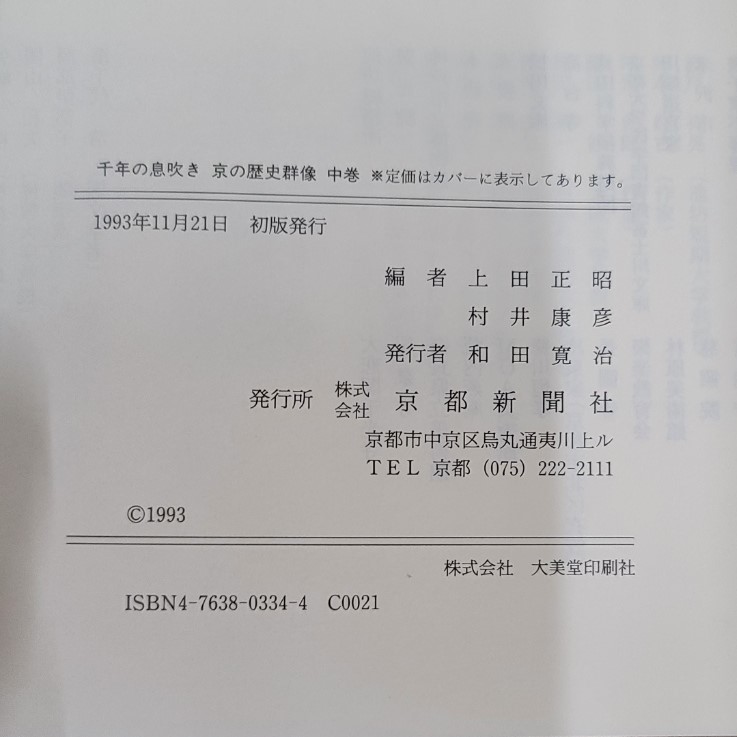 千年の息吹き 京の歴史群像 中巻 ※定価はカバーに表示してあります。
1993年11月21日 初版発行
編者 上田正昭
村井康彦
発行者 和田寛治
発行所 株式会社 京都新聞社
京都市中京区烏丸通夷川上ル
TEL 京都 (075) 222-2111
©1993
株式会社 大美堂印刷社
ISBN4-7638-0334-4 C0021